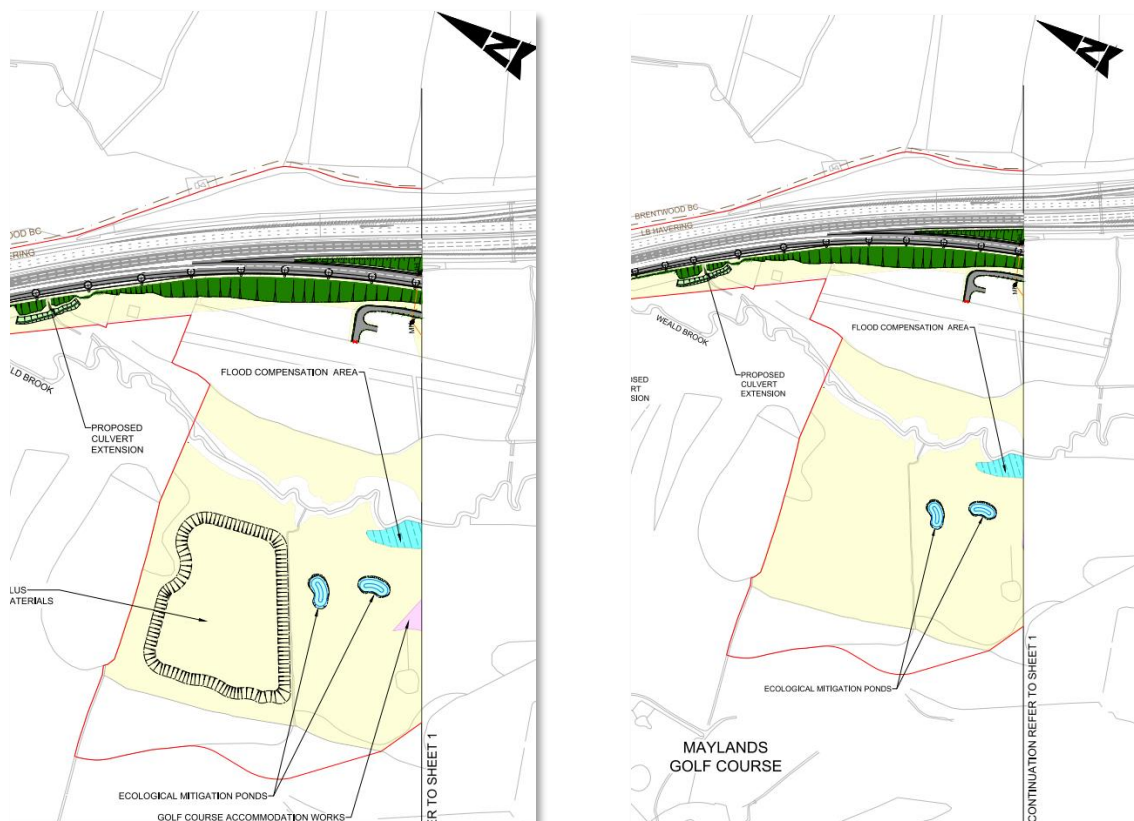 N
OOD BC
ERING
LD BROOK
FLOOD COMPENSATION AREA
PROPOSED
CULVERT
EXTENSION
LUS
ATERIALS
ECOLOGICAL MITIGATION PONDS
GOLF COURSE ACCOMMODATION WORKS
ER TO SHEET 1
N
BRENTWOOD BC
LB HAVERING
WEALD BROOK
FLOOD COMPENSATION AREA
OSED
RT
SION
PROPOSED
CULVERT
EXTENSION
ECOLOGICAL MITIGATION PONDS
MAYLANDS
GOLF COURSE
CONTINUATION REFER TO SHEET 1